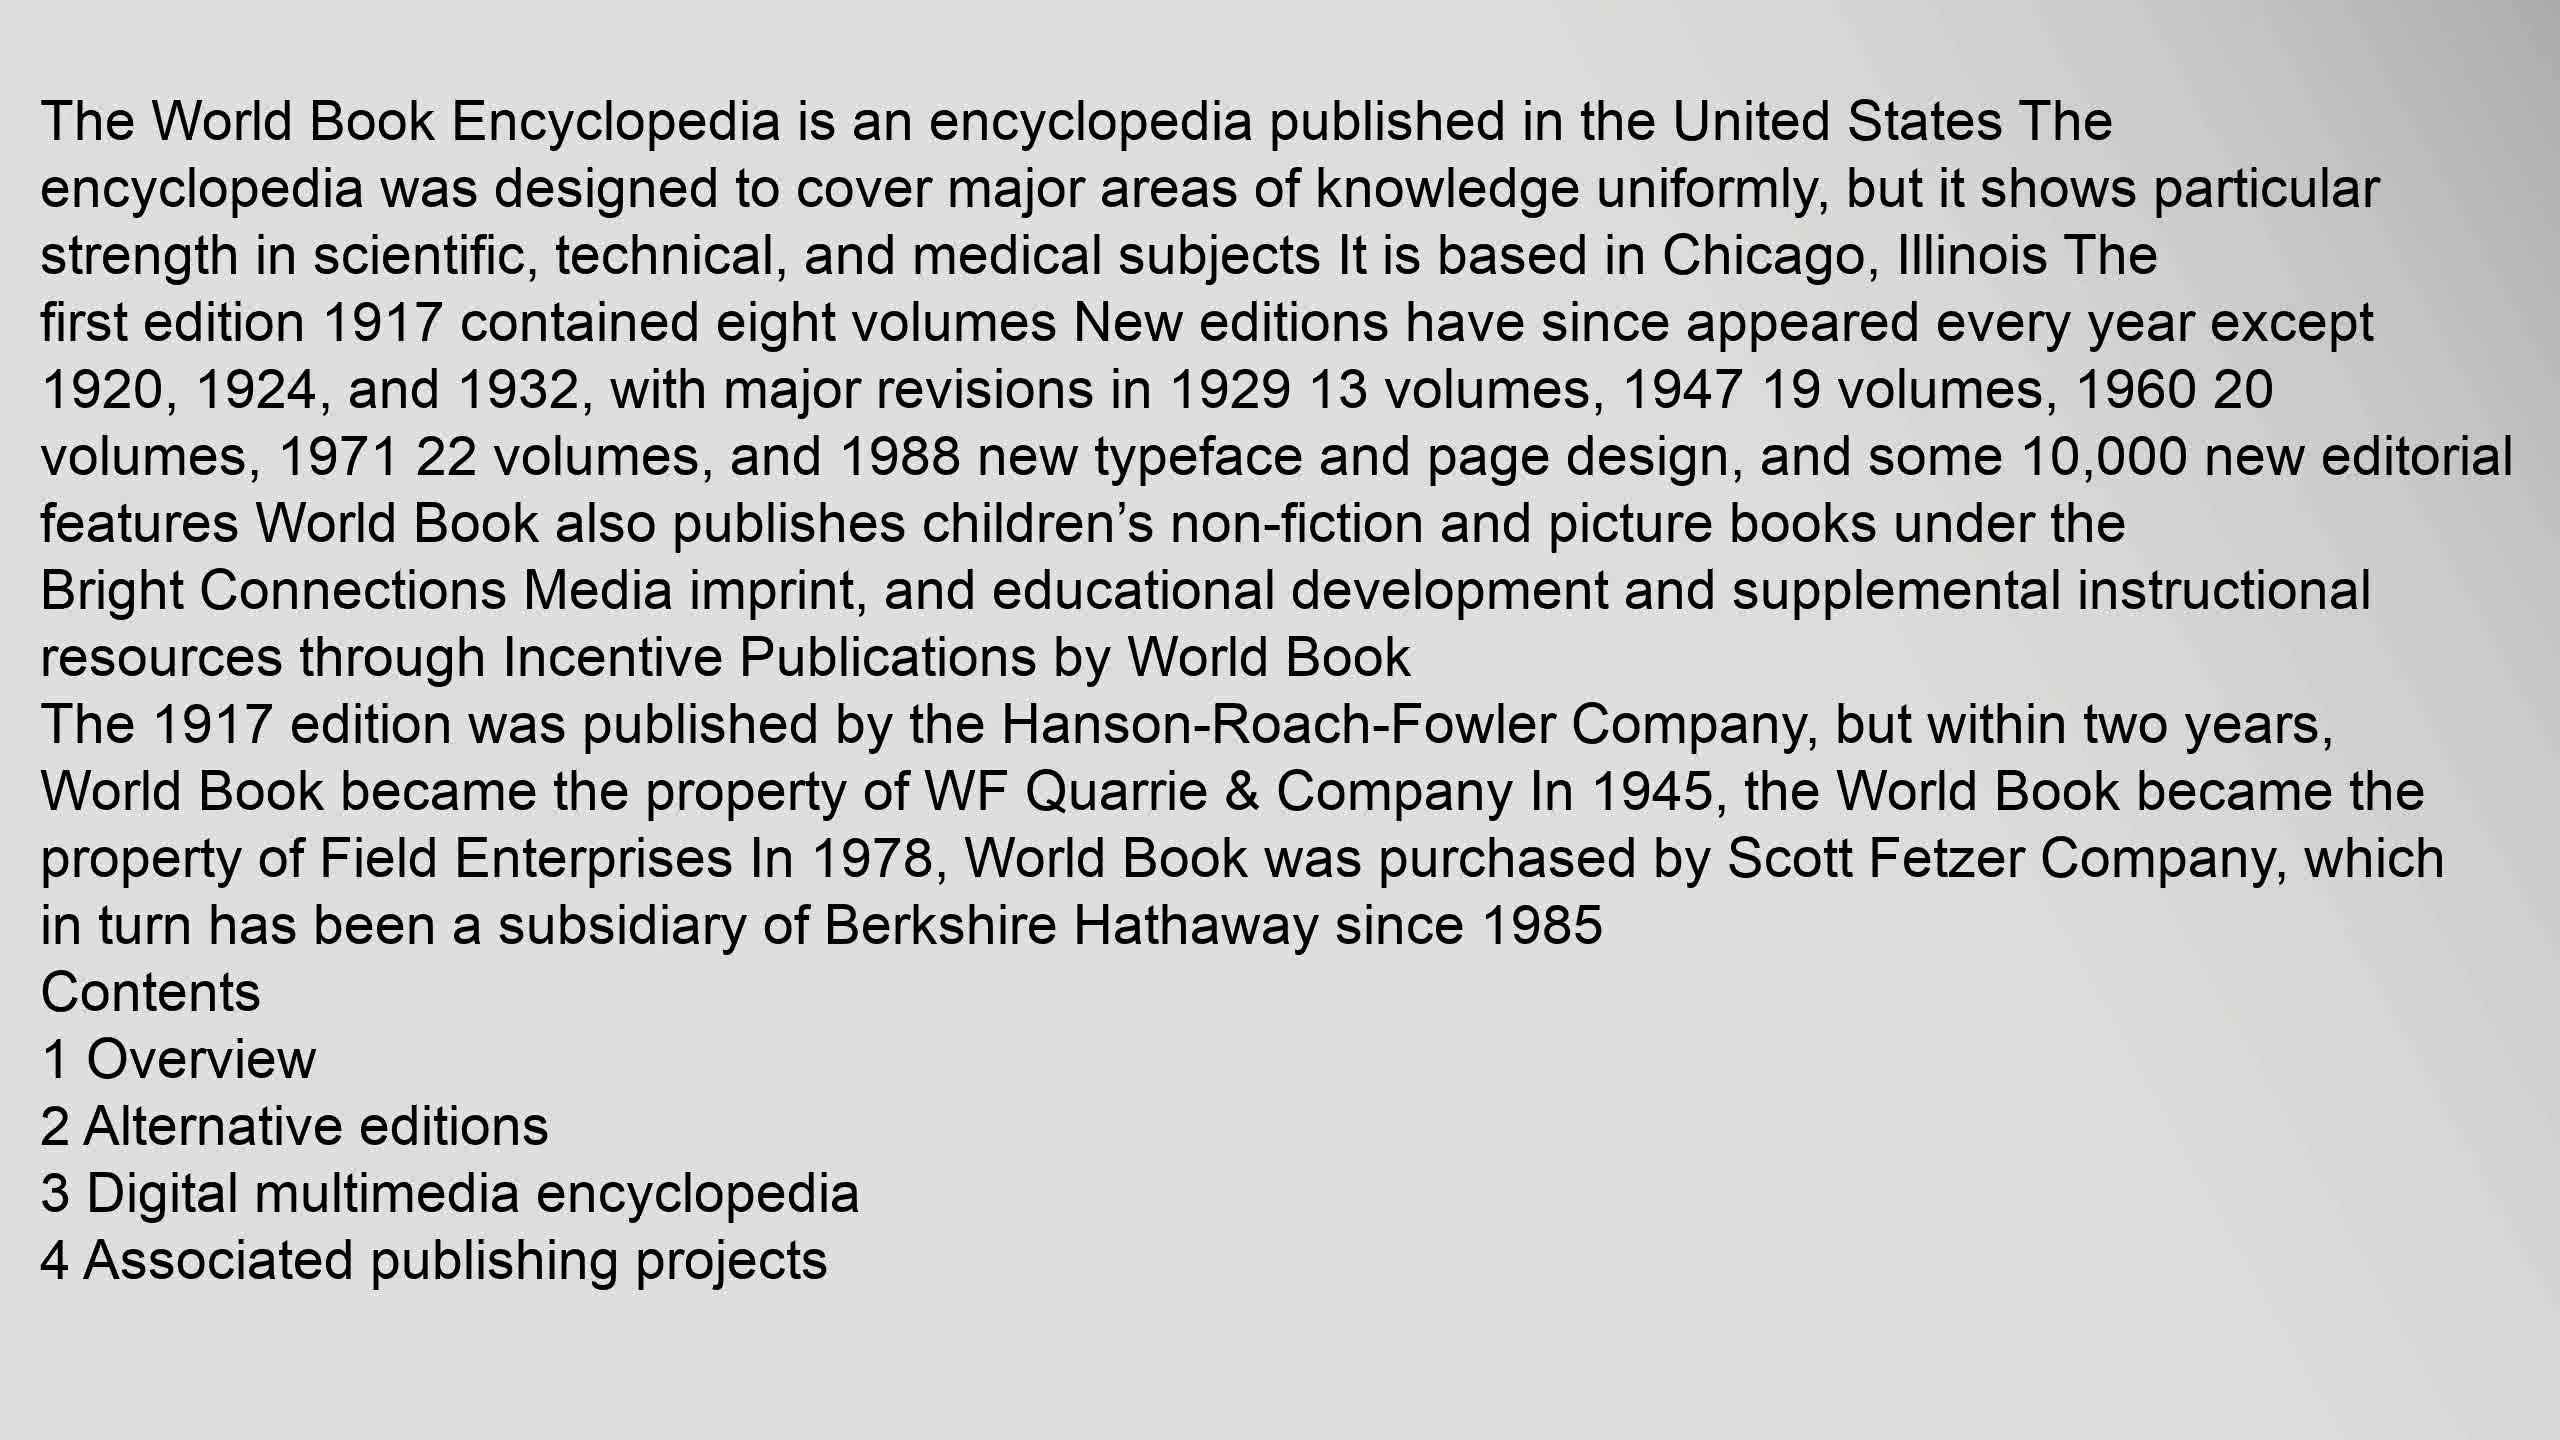 The World Book Encyclopedia is an encyclopedia published in the United States The
encyclopedia was designed to cover major areas of knowledge uniformly, but it shows particular
strength in scientific, technical, and medical subjects It is based in Chicago, Illinois The
first edition 1917 contained eight volumes New editions have since appeared every year except
1920, 1924, and 1932, with major revisions in 1929 13 volumes, 1947 19 volumes, 1960 20
volumes, 1971 22 volumes, and 1988 new typeface and page design, and some 10,000 new editorial
features World Book also publishes children’s non-fiction and picture books under the
Bright Connections Media imprint, and educational development and supplemental instructional
resources through Incentive Publications by World Book
The 1917 edition was published by the Hanson-Roach-Fowler Company, but within two years,
World Book became the property of WF Quarrie & Company In 1945, the World Book became the
property of Field Enterprises In 1978, World Book was purchased by Scott Fetzer Company, which
in turn has been a subsidiary of Berkshire Hathaway since 1985
Contents
1 Overview
2 Alternative editions
3 Digital multimedia encyclopedia
4 Associated publishing projects